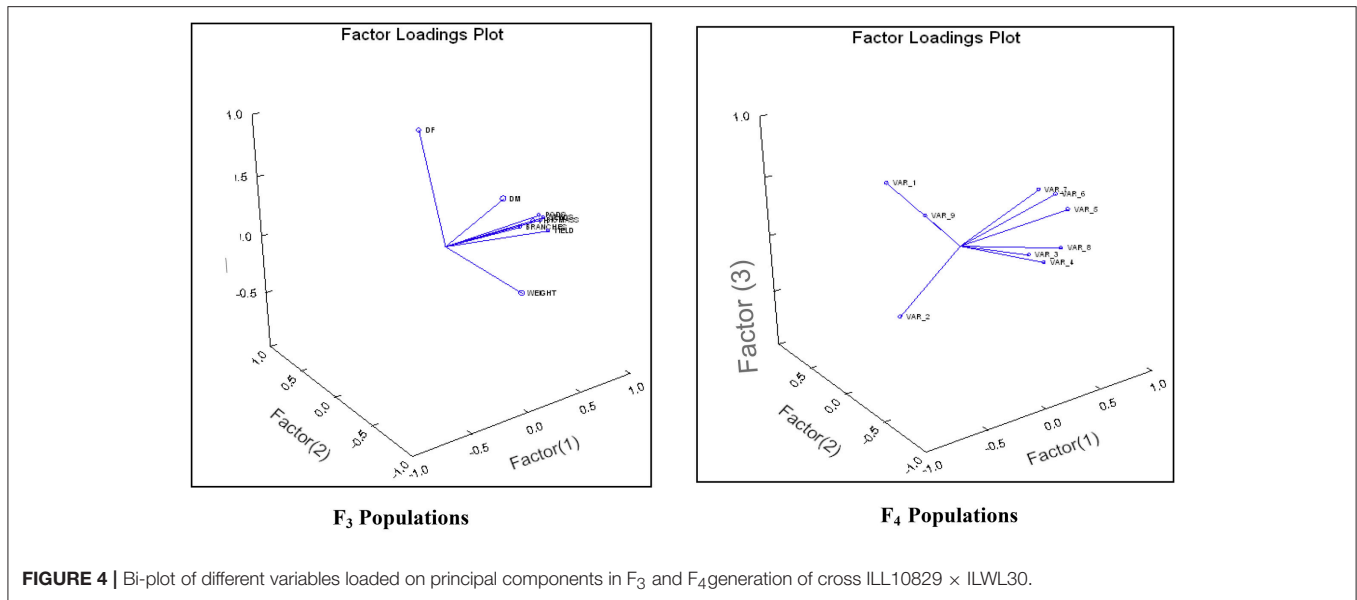 Factor Loadings Plot
1.0
1.5
1.0
-0.5
DF
DM
PODS
BRANCHES
YIELD
WEIGHT
1.0
0.5
0.0
-0.5
-1.0
Factor(2)
-1.0
-0.5
0.0
0.5
1.0
Factor(1)
F3 Populations
Factor Loadings Plot
1.0
Factor (3)
VAR_1
VAR_9
VAR_7
VAR_6
VAR_5
VAR_8
VAR_3
VAR_4
VAR_2
1.0
0.5
0.0
-0.5
-1.0
Factor(2)
-1.0
-0.5
0.0
0.5
1.0
Factor(1)
F4 Populations
FIGURE 4 | Bi-plot of different variables loaded on principal components in F3 and F4generation of cross ILL10829 × ILWL30.